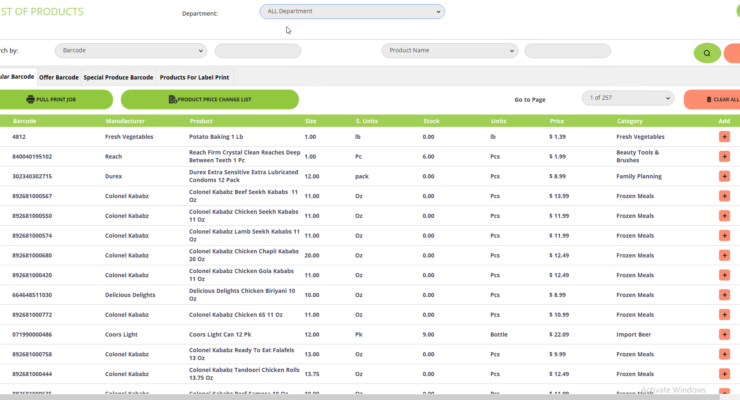 ST OF PRODUCTS
Department: ALL Department
rch by: Barcode Product Name
ular Barcode Offer Barcode Special Produce Barcode Products For Label Print
PULL PRINT JOB PRODUCT PRICE CHANGE LIST Go to Page 1 of 257 CLEAR ALL
Barcode Manufacturer Product Size S. Units Stock Units Price Category Add
4812 Fresh Vegetables Potato Baking 1 Lb 1.00 lb 0.00 lb $ 1.39 Fresh Vegetables +
840040195102 Reach Reach Firm Crystal Clean Reaches Deep 1.00 Pc 6.00 Pcs $ 1.99 Beauty Tools & +
Between Teeth 1 Pc Brushes
302340302715 Durex Durex Extra Sensitive Extra Lubricated 12.00 pack 0.00 Pcs $ 8.99 Family Planning +
Condoms 12 Pack
892681000567 Colonel Kababz Colonel Kababz Beef Seekh Kababs 11 11.00 Oz 0.00 Pcs $ 13.99 Frozen Meals +
Oz
892681000550 Colonel Kababz Colonel Kababz Chicken Seekh Kababs 11.00 Oz 0.00 Pcs $ 11.99 Frozen Meals +
11 Oz
892681000574 Colonel Kababz Colonel Kababz Lamb Seekh Kababs 11 11.00 Oz 0.00 Pcs $ 11.99 Frozen Meals +
Oz
892681000680 Colonel Kababz Colonel Kababz Chicken Chapli Kababs 20.00 Oz 0.00 Pcs $ 12.49 Frozen Meals +
20 Oz
892681000420 Colonel Kababz Colonel Kababz Chicken Gola Kababs 11.00 Oz 0.00 Pcs $ 12.49 Frozen Meals +
11 Oz
664648511030 Delicious Delights Delicious Delights Chicken Biriyani 10 10.00 Oz 0.00 Pcs $ 8.99 Frozen Meals +
Oz
892681000772 Colonel Kababz Colonel Kababz Chicken 65 11 Oz 11.00 Oz 0.00 Pcs $ 10.99 Frozen Meals +
071990000486 Coors Light Coors Light Can 12 Pk 12.00 Pk 9.00 Bottle $ 22.09 Import Beer +
892681000758 Colonel Kababz Colonel Kababz Ready To Eat Falafels 13.00 Oz 0.00 Pcs $ 9.99 Frozen Meals +
13 Oz
892681000444 Colonel Kababz Colonel Kababz Tandoori Chicken Rolls 13.75 Oz 0.00 Pcs $ 12.49 Frozen Meals +
13.75 Oz
Activate Windows